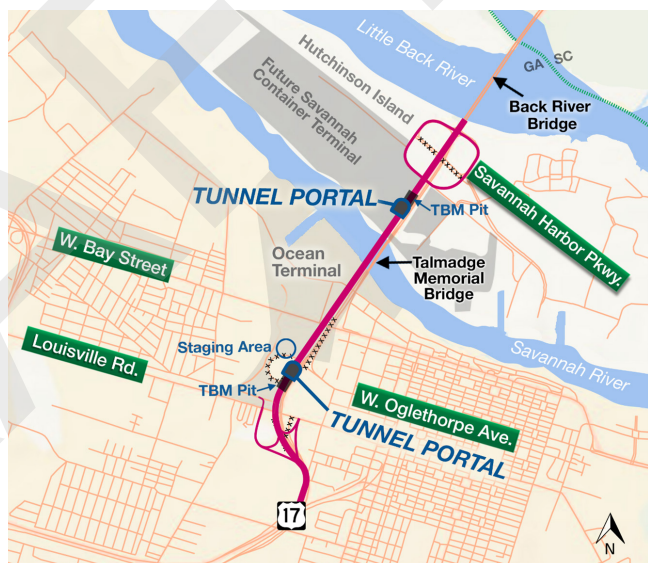 Little Back River
GA SC
Hutchinson Island
Back River
Bridge
Future Savannah
Container Terminal
Savannah Harbor Pkwy.
TUNNEL PORTAL
TBM Pit
W. Bay Street
Ocean
Terminal
Talmadge
Memorial
Bridge
Savannah River
Staging Area
Louisville Rd.
TBM Pit
W. Oglethorpe Ave.
TUNNEL PORTAL
17
N